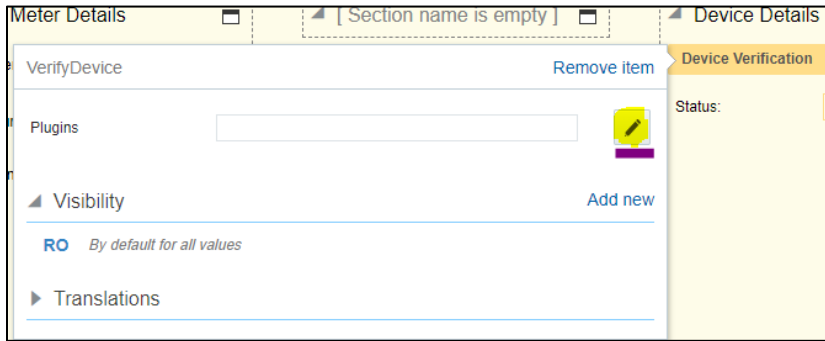 Meter Details
[ Section name is empty ]
Device Details
VerifyDevice
Remove item
Device Verification
Plugins
Status:
Visibility
Add new
RO By default for all values
Translations